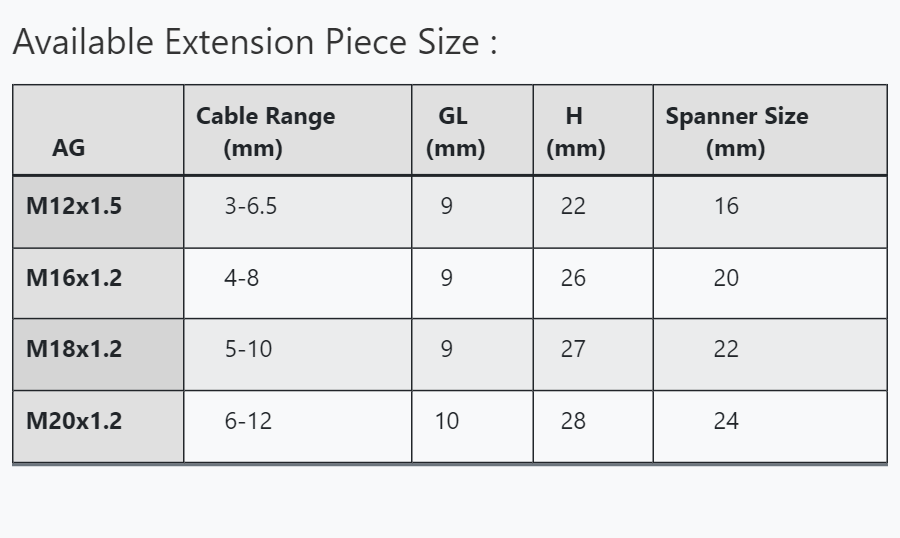 Available Extension Piece Size :
AG Cable Range (mm) GL (mm) H (mm) Spanner Size (mm)
M12x1.5 3-6.5 9 22 16
M16x1.2 4-8 9 26 20
M18x1.2 5-10 9 27 22
M20x1.2 6-12 10 28 24